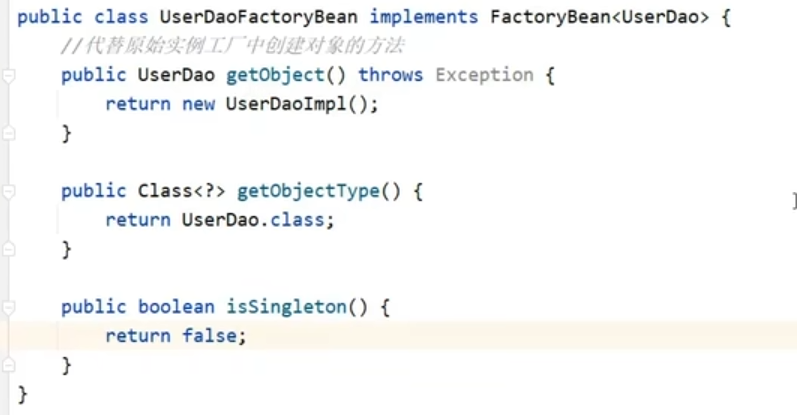 public class UserDaoFactoryBean implements FactoryBean<UserDao> {
//代替原始实例工厂中创建对象的方法
public UserDao getObject() throws Exception {
return new UserDaoImpl();
}
public Class<?> getObjectType() {
return UserDao.class;
}
public boolean isSingleton() {
return false;
}
}